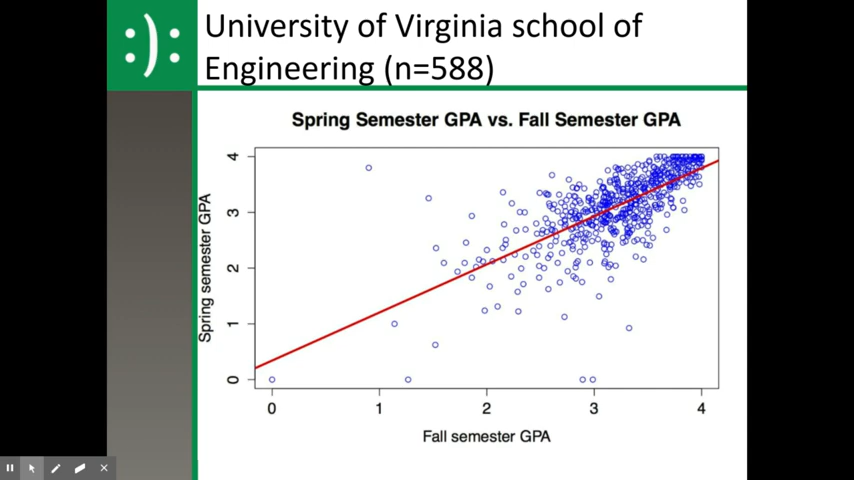 University of Virginia school of
Engineering (n=588)
Spring Semester GPA vs. Fall Semester GPA
Spring semester GPA
4
3
2
1
0
0 1 2 3 4
Fall semester GPA